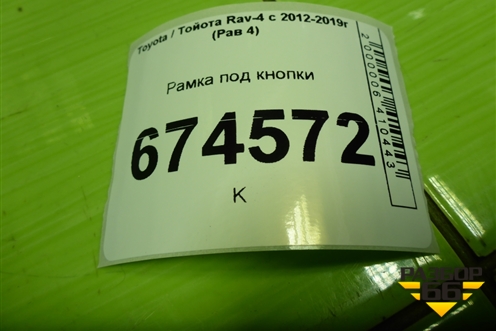 Toyota / Тойота Rav-4 с 2012-2019г
(Рав 4)
Рамка под кнопки
674572
К
2000006410443
РАЗБОР
66